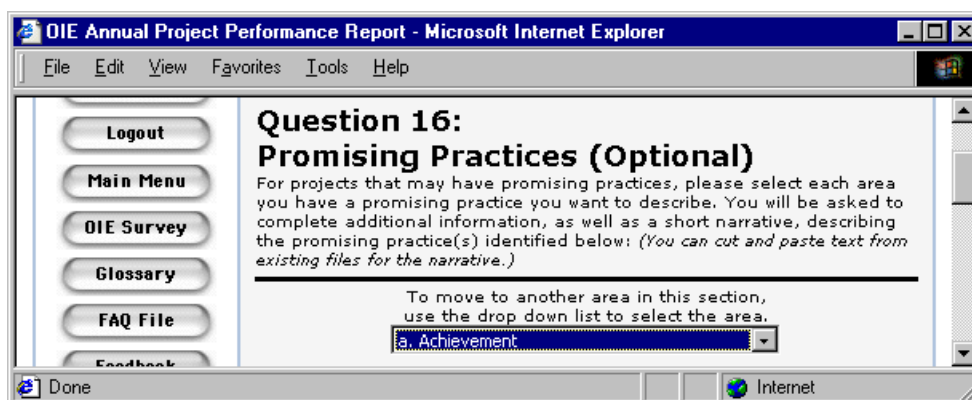 OIE Annual Project Performance Report - Microsoft Internet Explorer
File Edit View Favorites Tools Help
Logout
Main Menu
OIE Survey
Glossary
FAQ File
Feedback
Question 16:
Promising Practices (Optional)
For projects that may have promising practices, please select each area
you have a promising practice you want to describe. You will be asked to
complete additional information, as well as a short narrative, describing
the promising practice(s) identified below: (You can cut and paste text from
existing files for the narrative.)
To move to another area in this section,
use the drop down list to select the area.
a. Achievement
Done
Internet